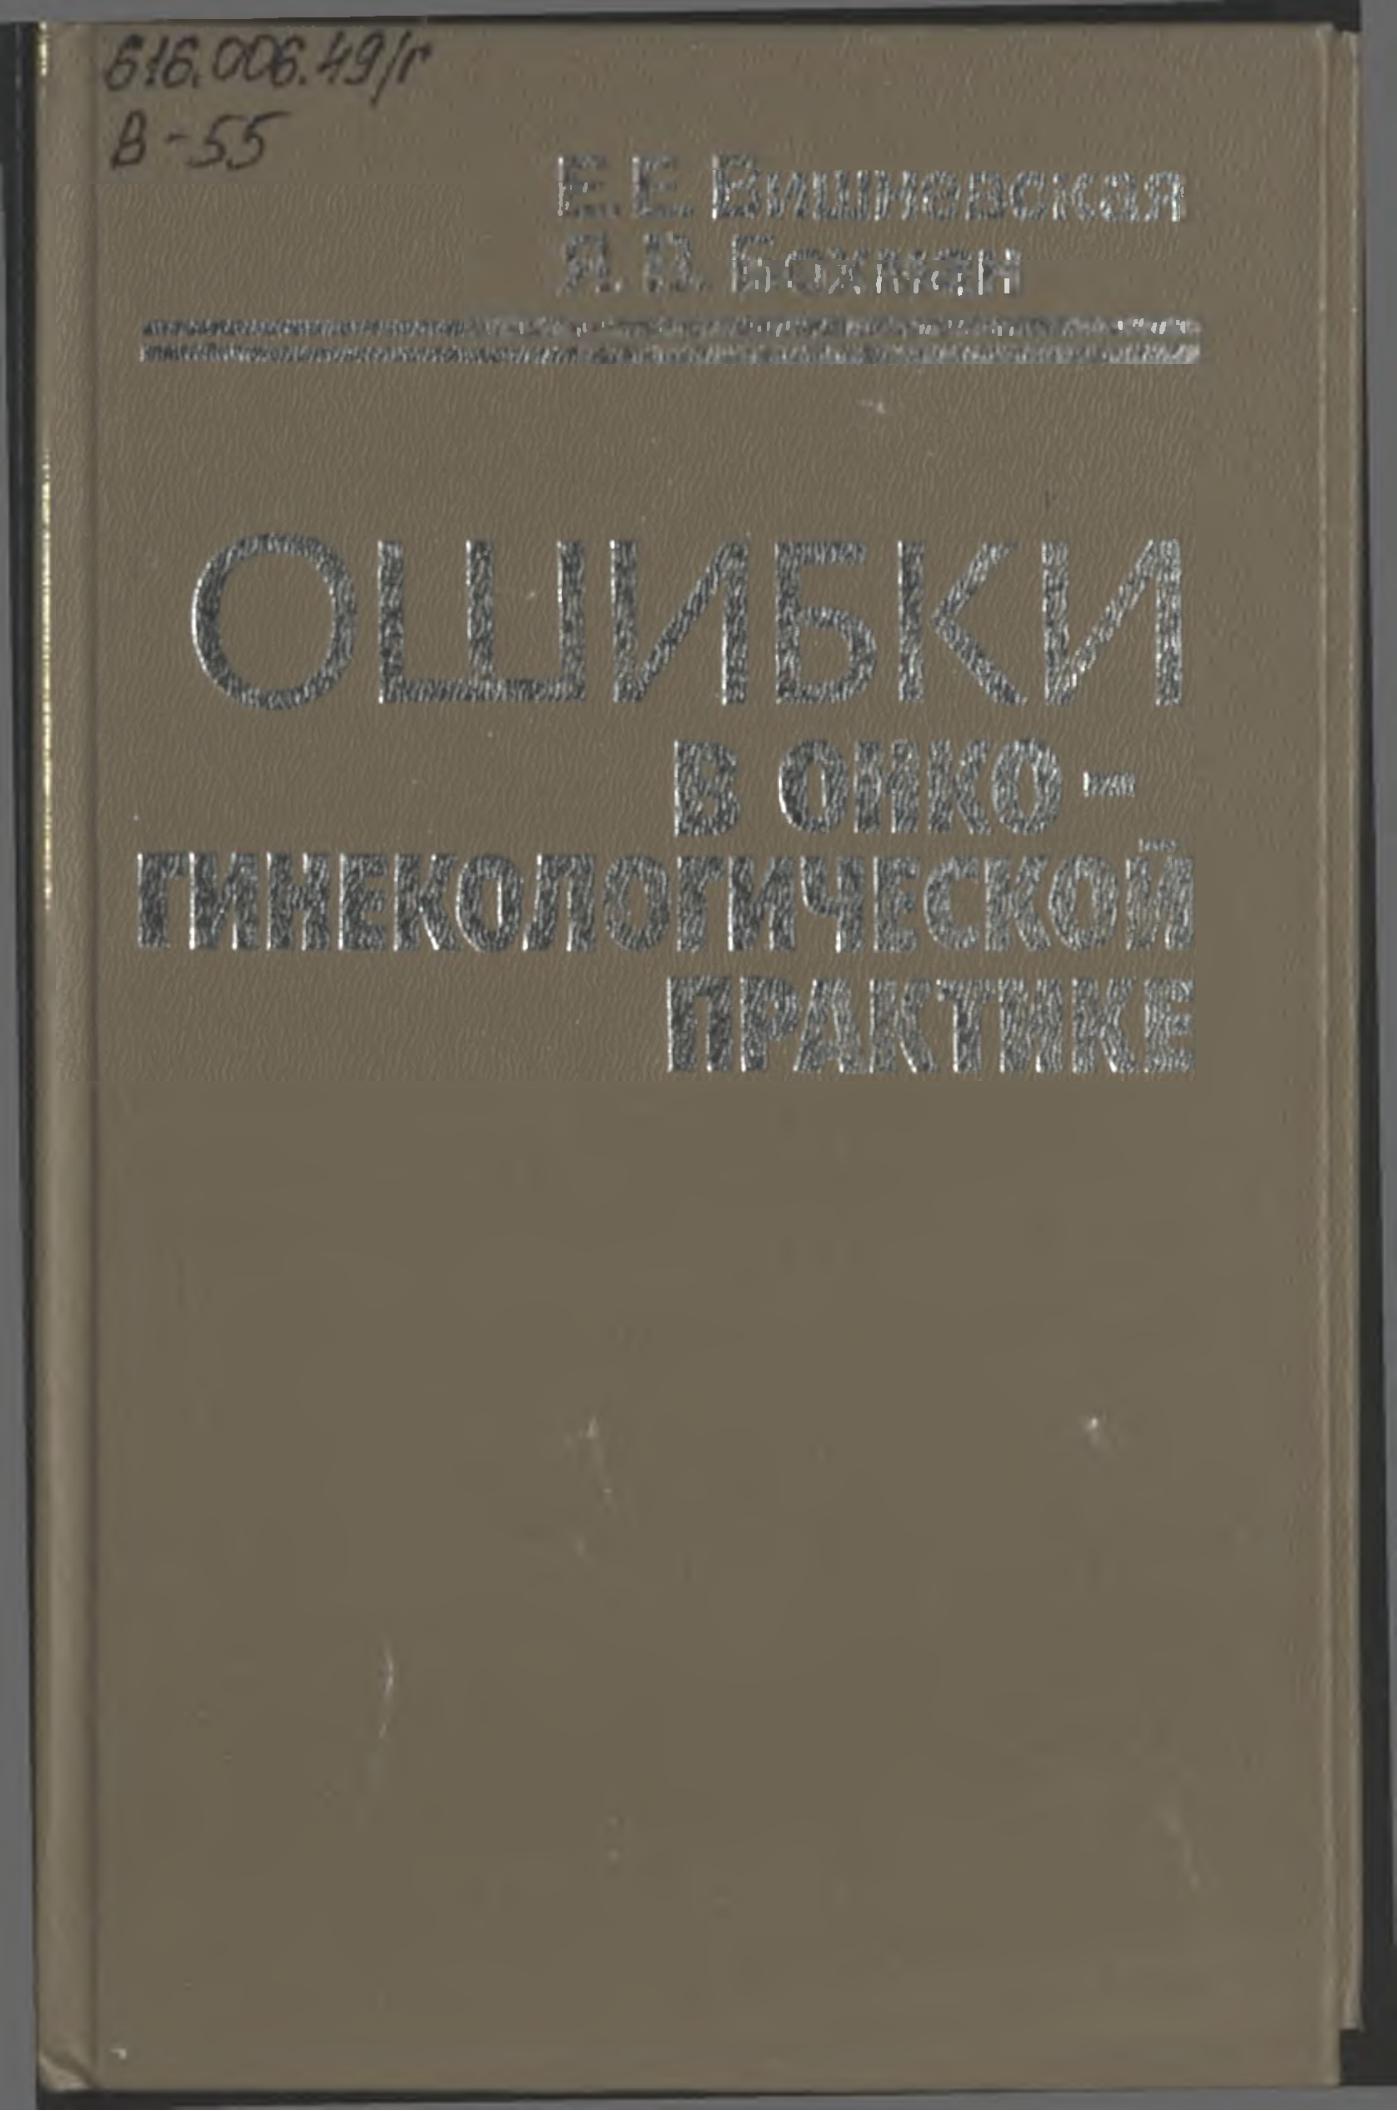 616.006.49/г
В-55
Е. Е. Вишневская
Я. В. Бохман
ОШИБКИ
В ОНКО-
ГИНЕКОЛОГИЧЕСКОЙ
ПРАКТИКЕ